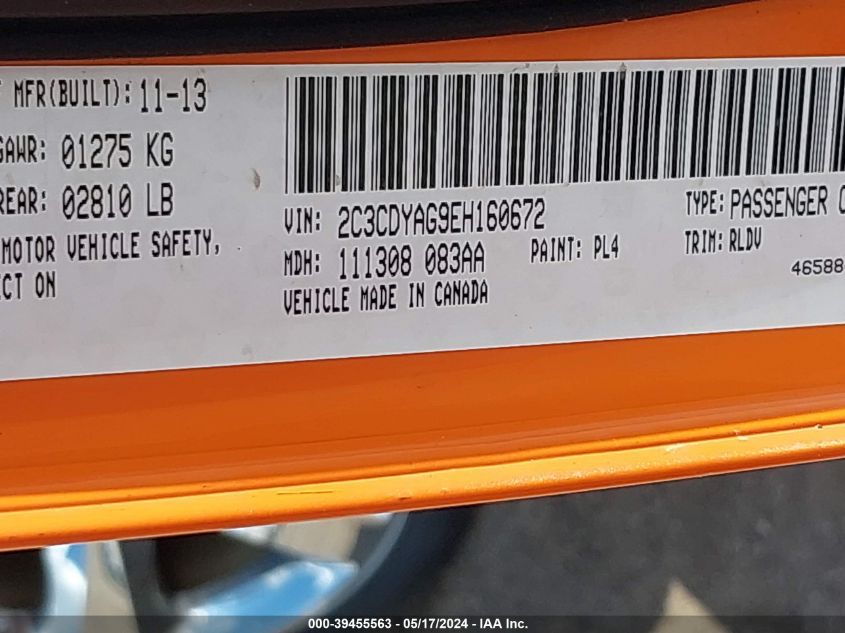 MFR(BUILT): 11-13
GAWR: 01275 KG
REAR: 02810 LB
MOTOR VEHICLE SAFETY,
ECT ON
VIN: 2C3CDYAG9EH160672
TYPE: PASSENGER
MDH: 111308 083AA
PAINT: PL4
TRIM: RLDV
VEHICLE MADE IN CANADA
46588
000-39455563 - 05/17/2024 - IAA Inc.